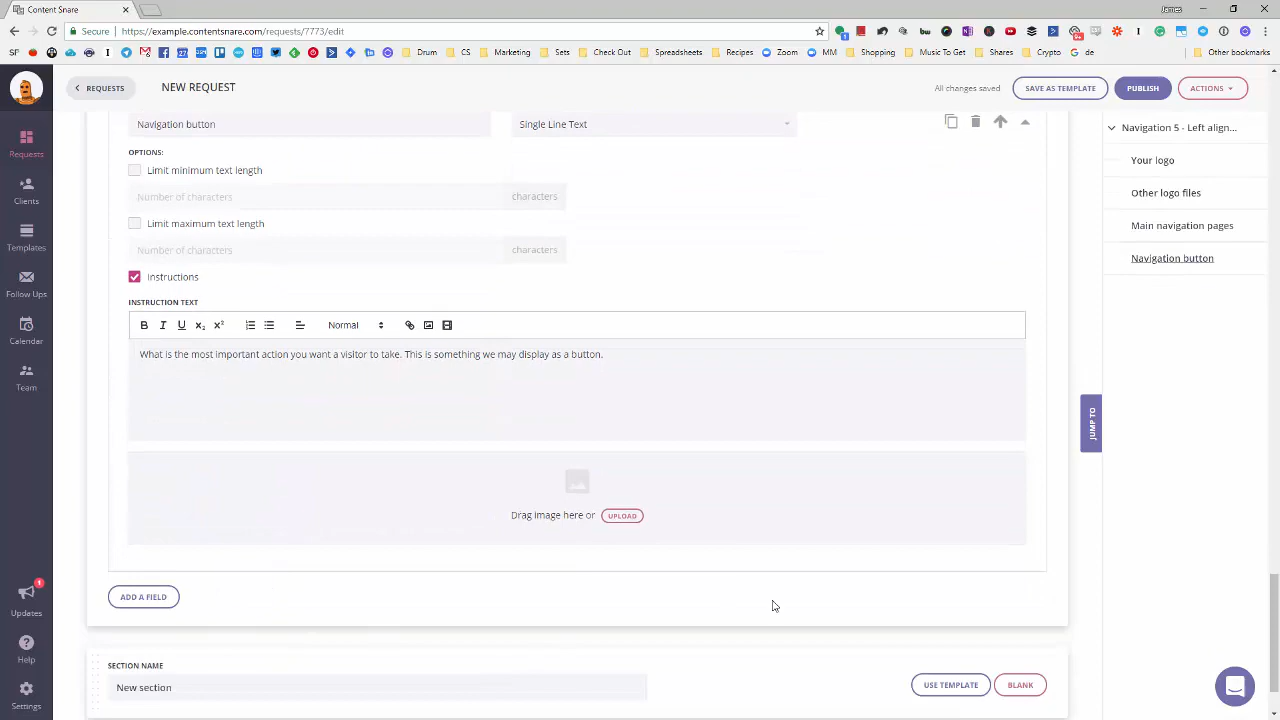 Content Snare
https://example.contentsnare.com/requests/7773/edit
Drum
CS
Marketing
Sets
Check Out
Spreadsheets
Recipes
Zoom
MM
Shopping
Music To Get
Shares
Crypto
de
Other bookmarks
REQUESTS
NEW REQUEST
All changes saved
SAVE AS TEMPLATE
PUBLISH
ACTIONS
Requests
Clients
Templates
Follow Ups
Calendar
Team
Updates
1
Help
Settings
Navigation button
Single Line Text
OPTIONS:
Limit minimum text length
Number of characters
characters
Limit maximum text length
Number of characters
characters
Instructions
INSTRUCTION TEXT
B I U X₂ X² Normal
What is the most important action you want a visitor to take. This is something we may display as a button.
Drag image here or UPLOAD
ADD A FIELD
SECTION NAME
New section
USE TEMPLATE
BLANK
JUMP TO
Navigation 5 - Left align...
Your logo
Other logo files
Main navigation pages
Navigation button